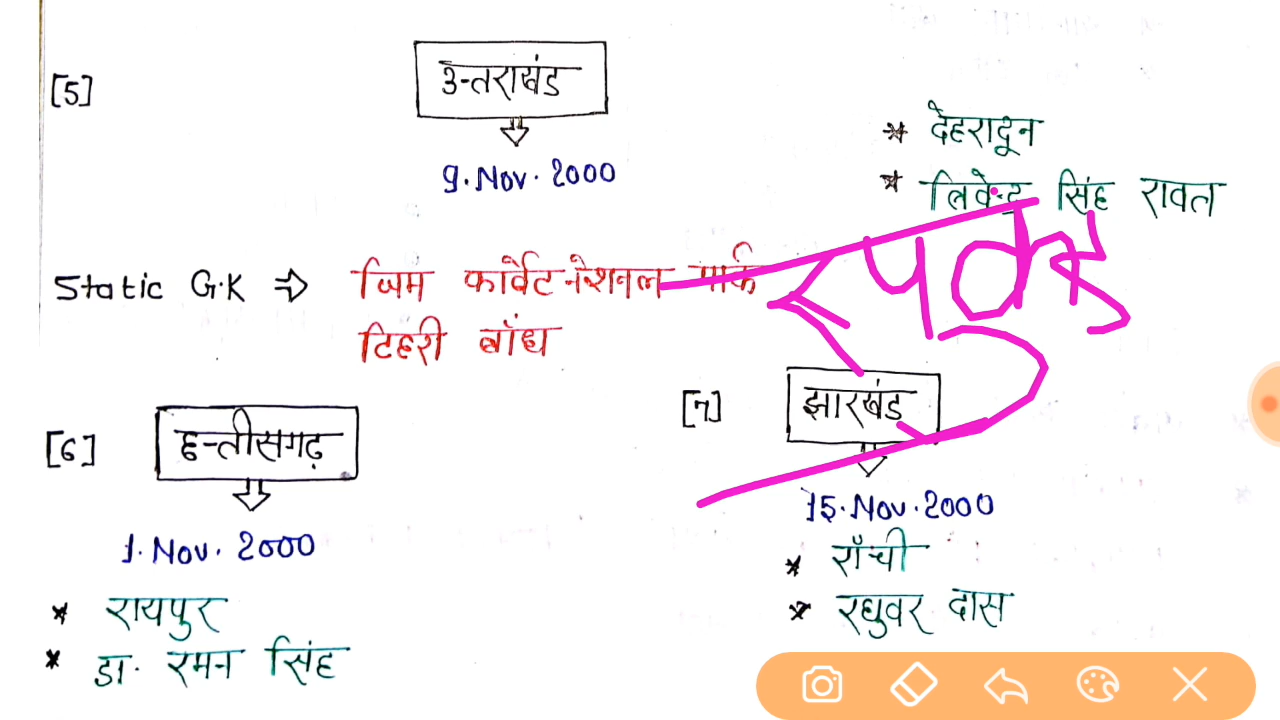 [5]
उत्तराखंड
9. Nov. 2000
* देहरादून
* त्रिवेन्द्र सिंह रावत
Static G.K ⇒ जिम कार्बेट नेशनल पार्क
टिहरी बाँध
[6]
छत्तीसगढ़
1. Nov. 2000
* रायपुर
* डा. रमन सिंह
[7]
झारखंड
15. Nov. 2000
* राँची
* रघुवर दास